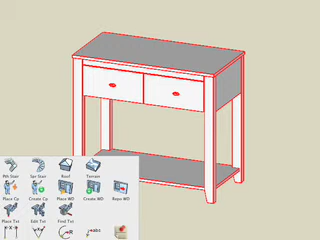 Pth Stair Spr Stair Roof Terrain
Place Cp Create Cp Place WD Create WD Repo WD
Place Txt Edit Txt Find Txt
abc